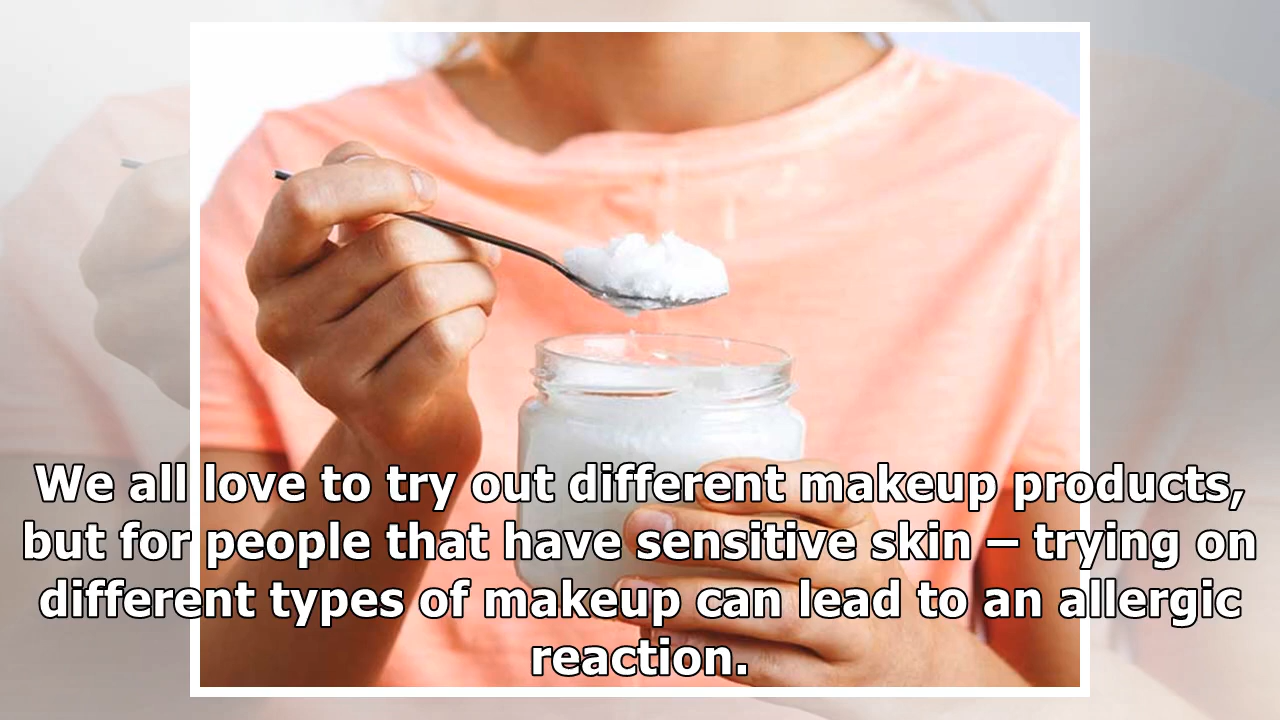 We all love to try out different makeup products,
but for people that have sensitive skin – trying on
different types of makeup can lead to an allergic
reaction.